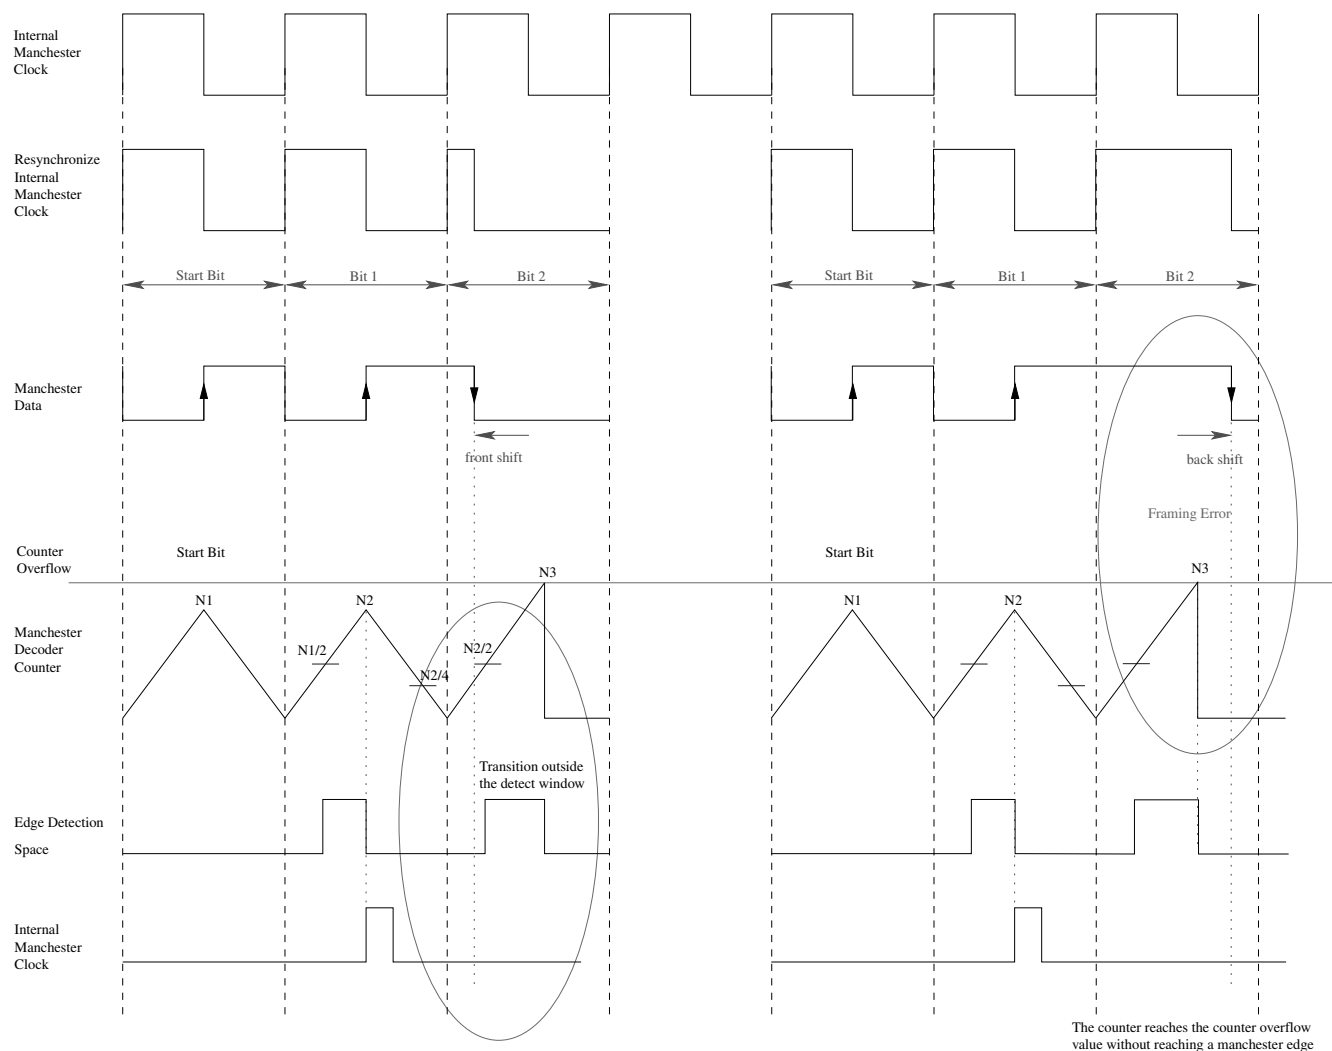 Internal
Manchester
Clock
Resynchronize
Internal
Manchester
Clock
Start Bit
Bit 1
Bit 2
Start Bit
Bit 1
Bit 2
Manchester
Data
front shift
back shift
Framing Error
Counter
Overflow
Start Bit
Start Bit
N3
N3
N1
N2
N1
N2
Manchester
Decoder
Counter
N1/2
N2/4
N2/2
Transition outside
the detect window
Edge Detection
Space
Internal
Manchester
Clock
The counter reaches the counter overflow
value without reaching a manchester edge